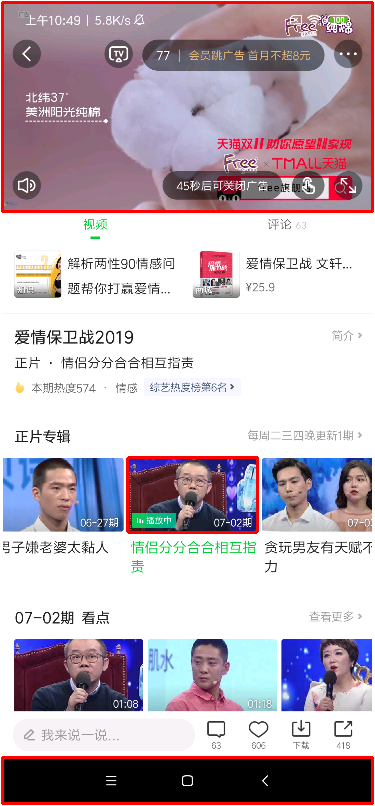 上午10:49 | 5.8K/s
100
Free
纯棉
TV
77 | 会员跳广告 首月不超8元
北纬37°
美洲阳光纯棉
天猫双11 助你愿望11实现
Free × TMALL天猫
45秒后可关闭广告
视频
评论 63
解析两性90情感问
题帮你打赢爱情...
爱情保卫战 文轩...
¥25.9
爱情保卫战2019
简介
正片 · 情侣分分合合相互指责
本期热度574 · 情感 综艺热度榜第6名
正片专辑
每周二三四晚更新1期
06-27期
播放中
07-02期
07-0
男子嫌老婆太黏人
情侣分分合合相互指
责
贪玩男友有天赋不
力
07-02期 看点
查看更多
01:08
肌水
01:18
我来说一说...
63
606
下载
418